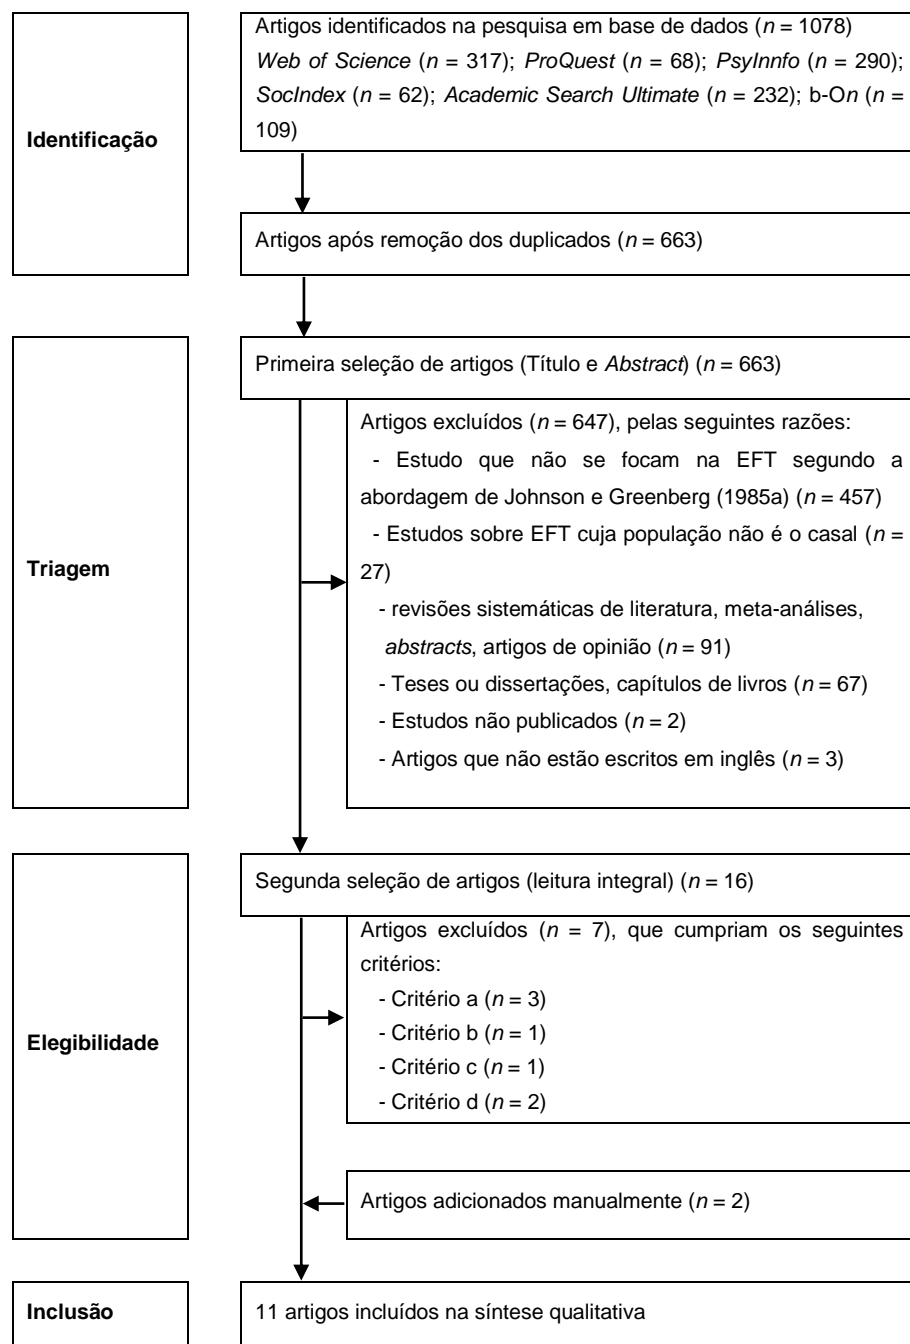 Identificação
Artigos identificados na pesquisa em base de dados (n = 1078)
Web of Science (n = 317); ProQuest (n = 68); PsyInnfo (n = 290);
SocIndex (n = 62); Academic Search Ultimate (n = 232); b-On (n =
109)
Artigos após remoção dos duplicados (n = 663)
Triagem
Primeira seleção de artigos (Título e Abstract) (n = 663)
Artigos excluídos (n = 647), pelas seguintes razões:
- Estudo que não se focam na EFT segundo a
abordagem de Johnson e Greenberg (1985a) (n = 457)
- Estudos sobre EFT cuja população não é o casal (n =
27)
- revisões sistemáticas de literatura, meta-análises,
abstracts, artigos de opinião (n = 91)
- Teses ou dissertações, capítulos de livros (n = 67)
- Estudos não publicados (n = 2)
- Artigos que não estão escritos em inglês (n = 3)
Elegibilidade
Segunda seleção de artigos (leitura integral) (n = 16)
Artigos excluídos (n = 7), que cumpriam os seguintes
critérios:
- Critério a (n = 3)
- Critério b (n = 1)
- Critério c (n = 1)
- Critério d (n = 2)
Artigos adicionados manualmente (n = 2)
Inclusão
11 artigos incluídos na síntese qualitativa